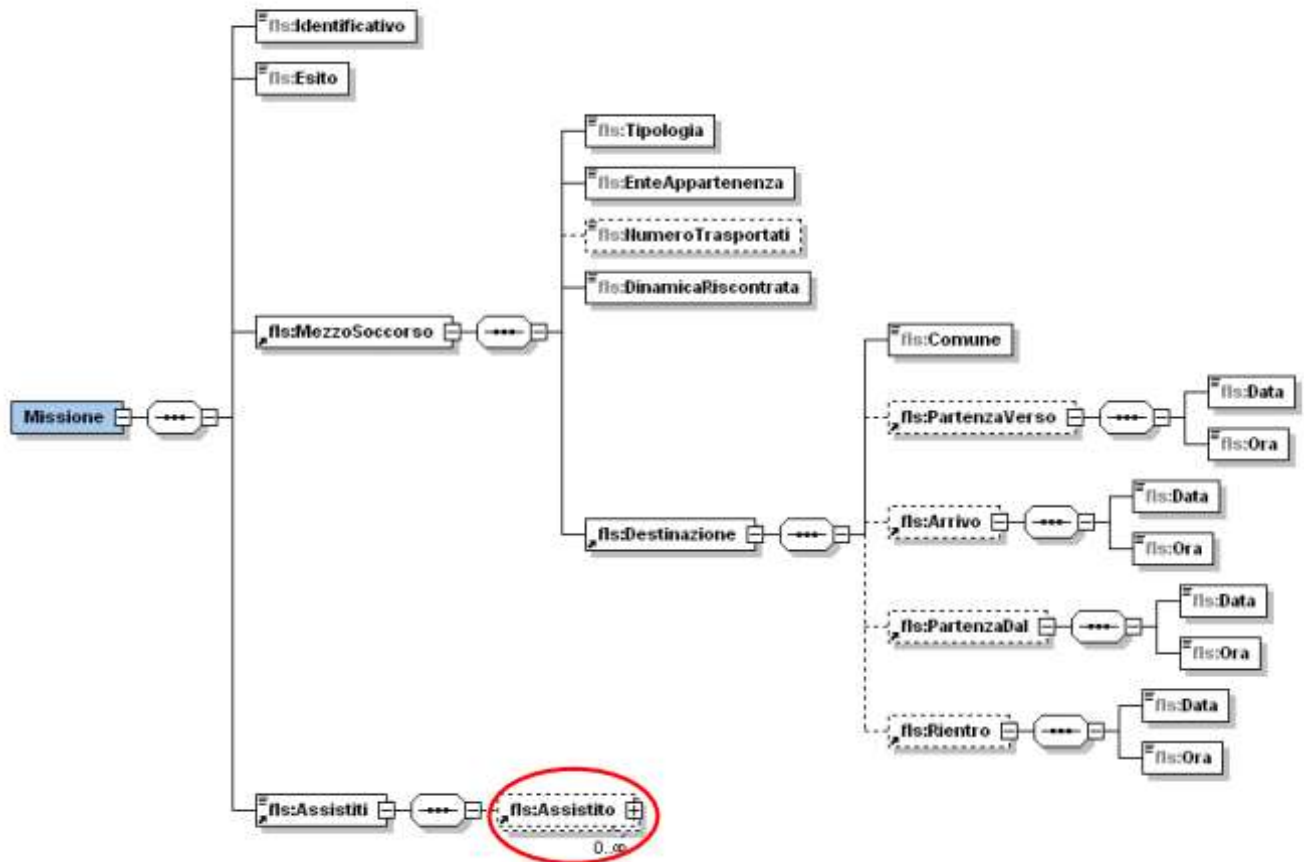 fls:Identificativo
fls:Esito
fls:Tipologia
fls:EnteAppartenenza
fls:NumeroTrasportati
fls:DinamicaRiscontrata
fls:MezzoSoccorso
fls:Comune
Missione
fls:PartenzaVerso
fls:Data
fls:Ora
fls:Destinazione
fls:Arrivo
fls:Data
fls:Ora
fls:PartenzaDal
fls:Data
fls:Ora
fls:Rientro
fls:Data
fls:Ora
fls:Assistiti
fls:Assistito
0..∞